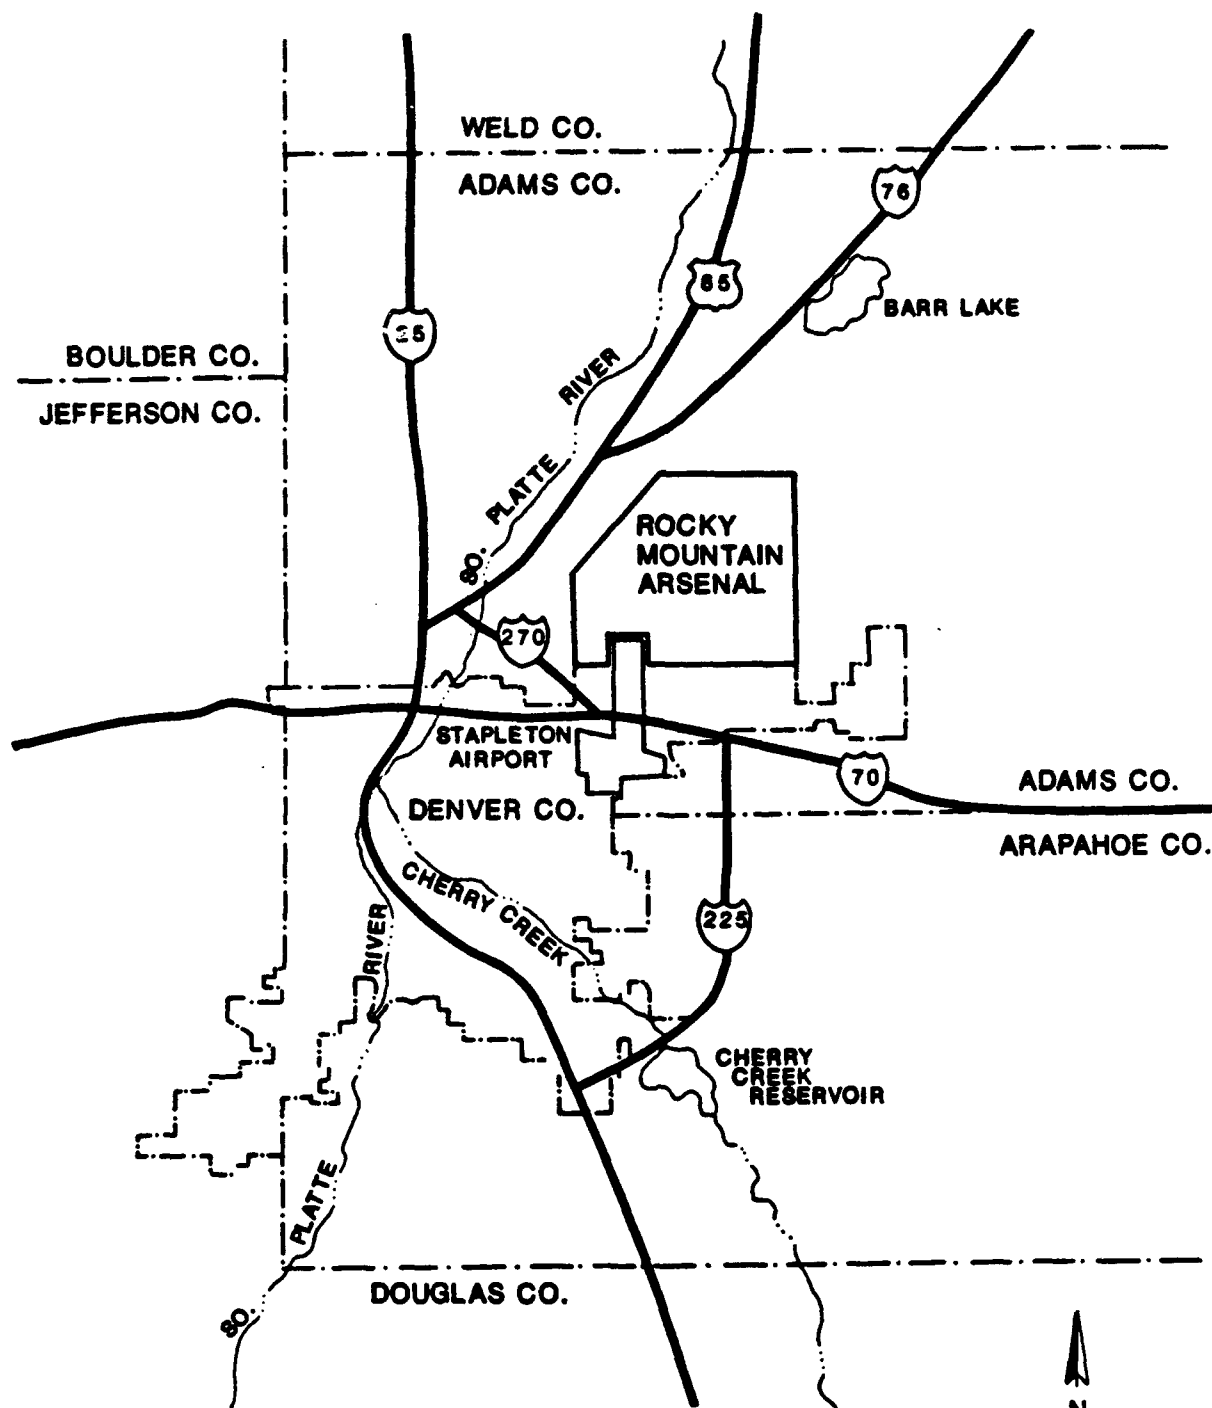 WELD CO.
ADAMS CO.
76
85
BARR LAKE
BOULDER CO.
JEFFERSON CO.
SO. PLATTE RIVER
ROCKY
MOUNTAIN
ARSENAL
270
STAPLETON
AIRPORT
70
ADAMS CO.
DENVER CO.
ARAPAHOE CO.
CHERRY CREEK
225
CHERRY
CREEK
RESERVOIR
SO. PLATTE RIVER
DOUGLAS CO.
N